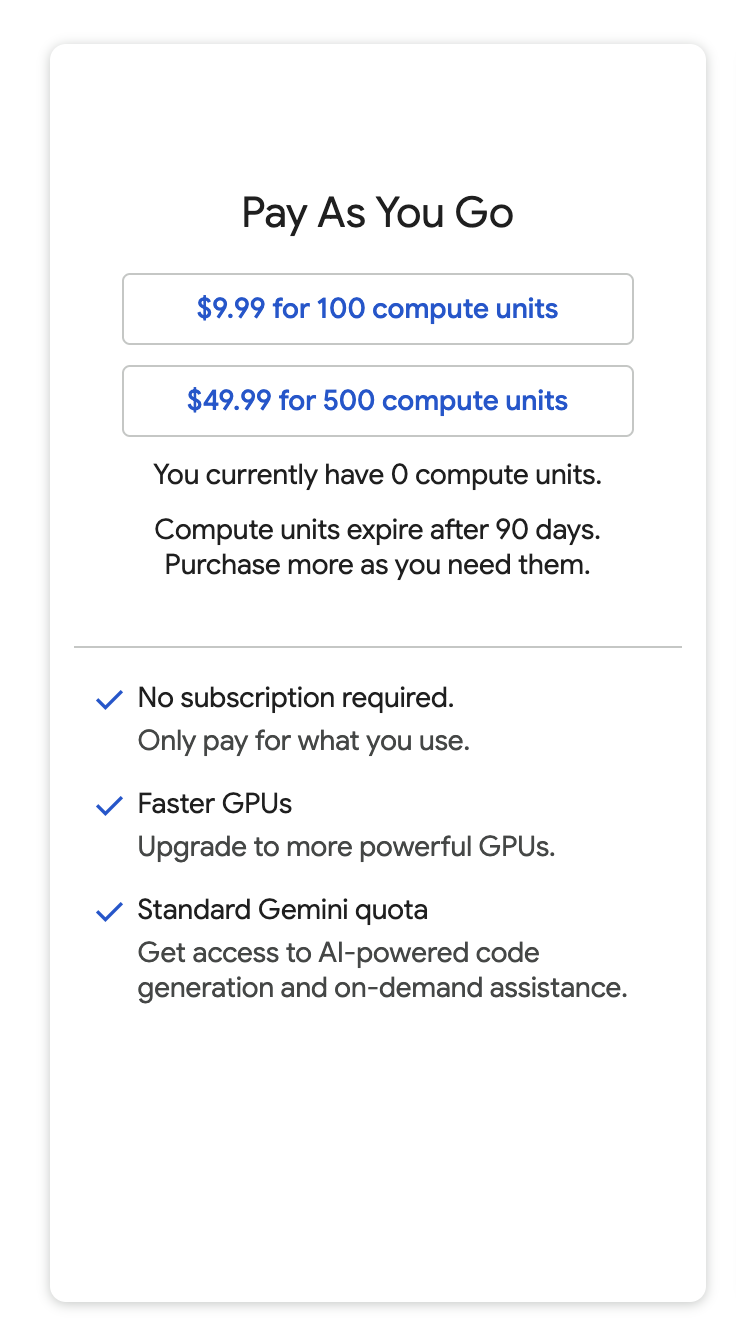 Pay As You Go
$9.99 for 100 compute units
$49.99 for 500 compute units
You currently have 0 compute units.
Compute units expire after 90 days.
Purchase more as you need them.
No subscription required.
Only pay for what you use.
Faster GPUs
Upgrade to more powerful GPUs.
Standard Gemini quota
Get access to AI-powered code
generation and on-demand assistance.